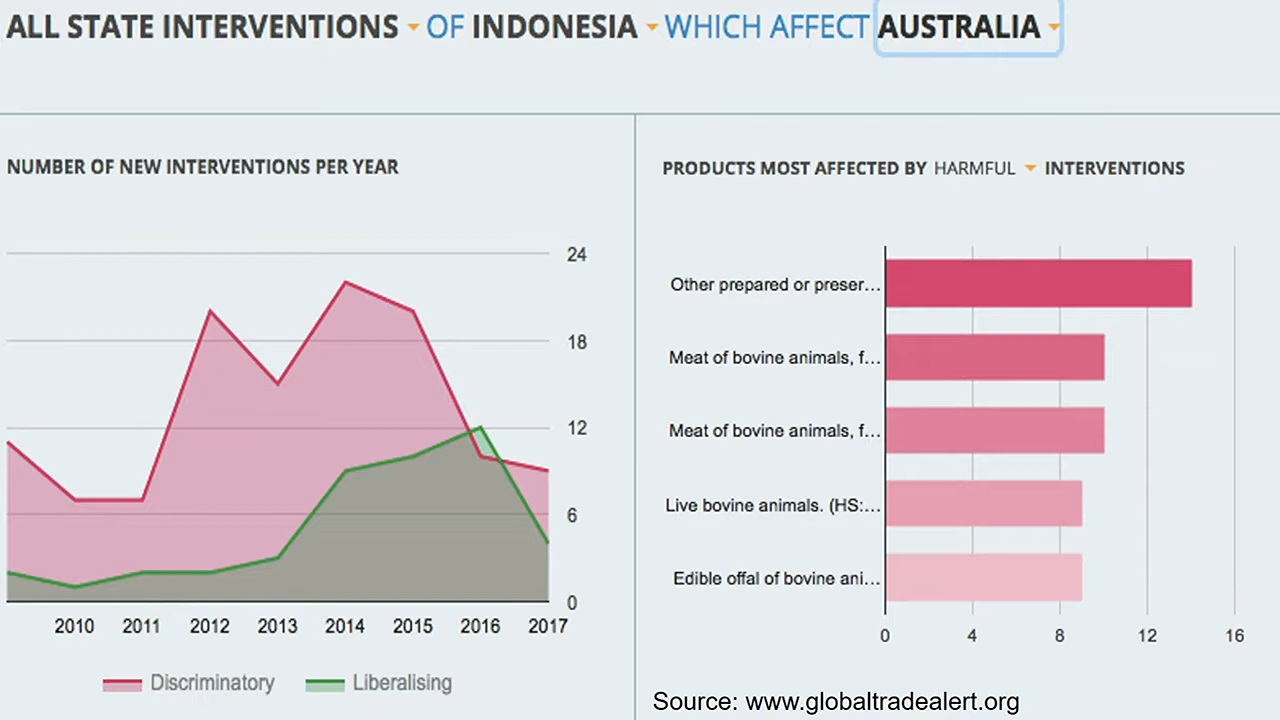 ALL STATE INTERVENTIONS OF INDONESIA WHICH AFFECT AUSTRALIA
NUMBER OF NEW INTERVENTIONS PER YEAR
24
18
12
6
0
2010 2011 2012 2013 2014 2015 2016 2017
Discriminatory Liberalising
PRODUCTS MOST AFFECTED BY HARMFUL INTERVENTIONS
Other prepared or preser...
Meat of bovine animals, f...
Meat of bovine animals, f...
Live bovine animals. (HS:...
Edible offal of bovine ani...
0 4 8 12 16
Source: www.globaltradealert.org